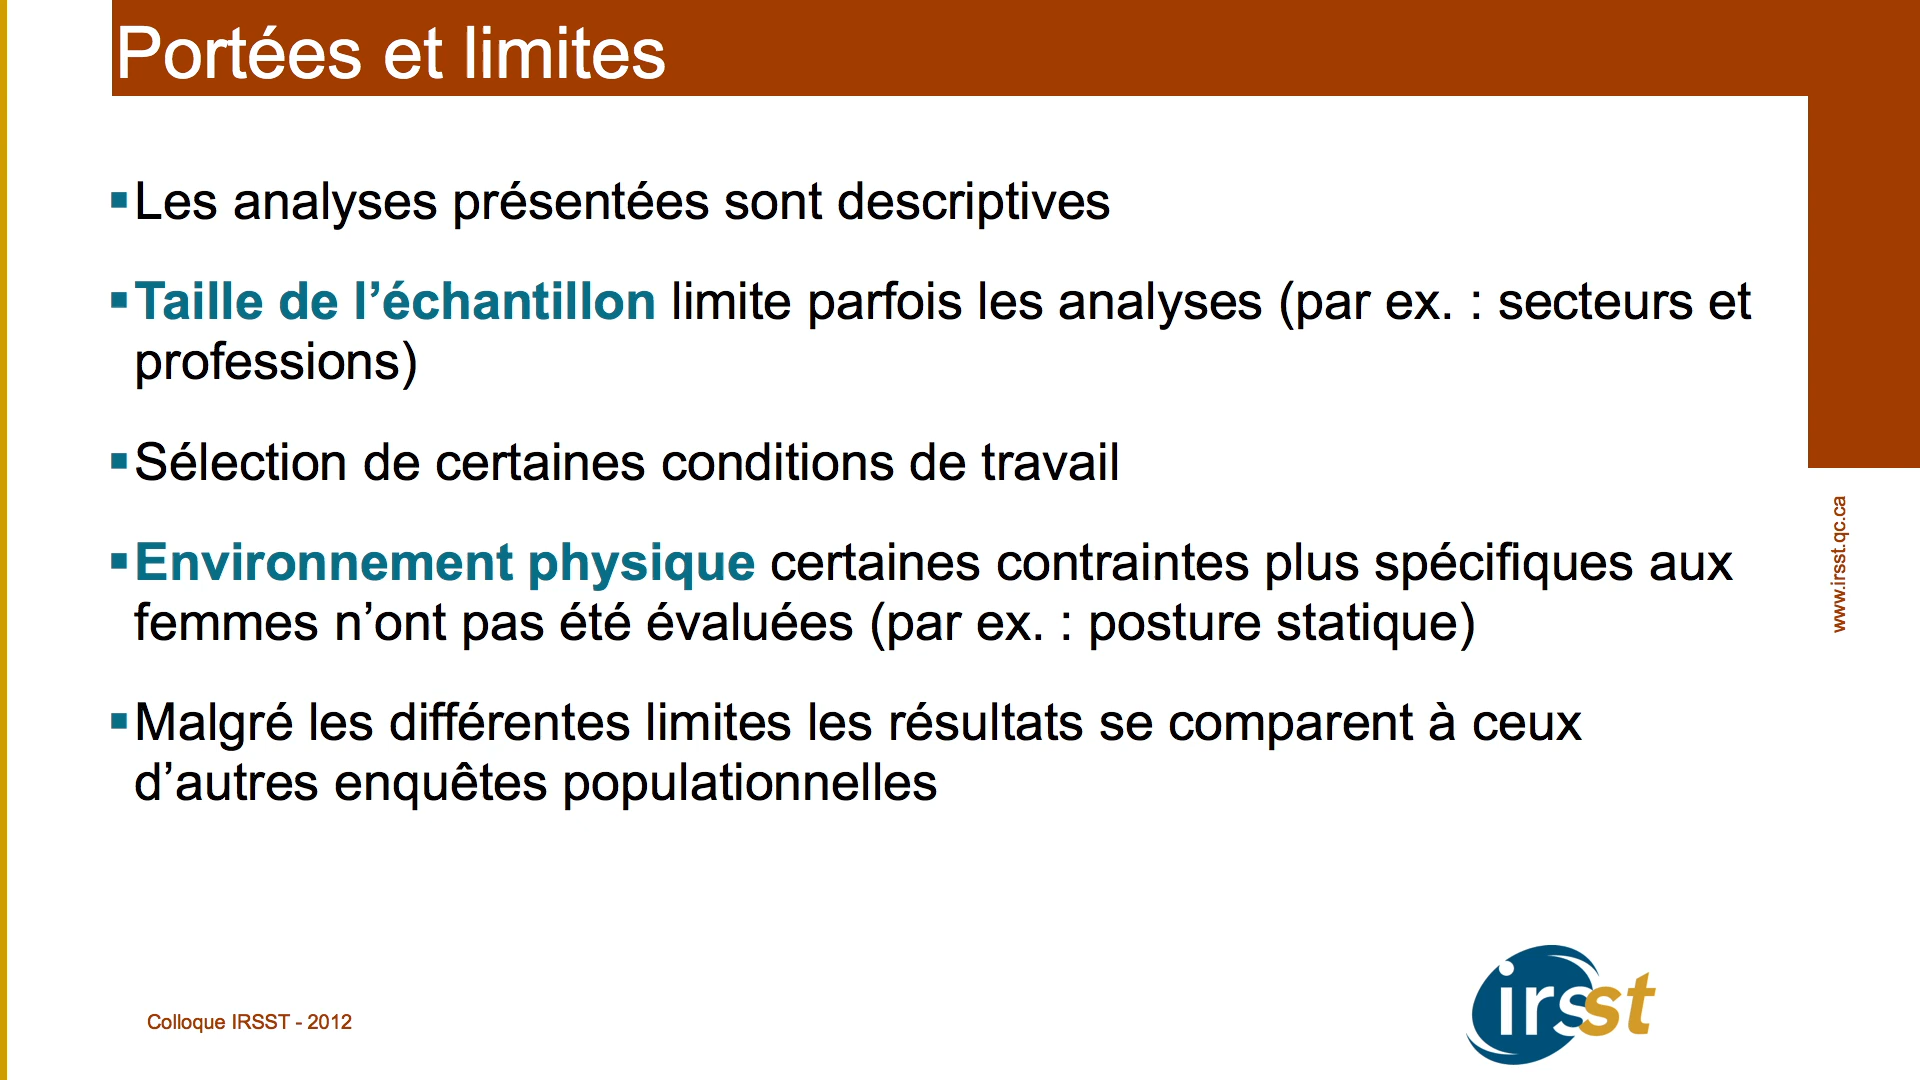 Portées et limites
Les analyses présentées sont descriptives
Taille de l’échantillon limite parfois les analyses (par ex. : secteurs et
professions)
Sélection de certaines conditions de travail
Environnement physique certaines contraintes plus spécifiques aux
femmes n’ont pas été évaluées (par ex. : posture statique)
Malgré les différentes limites les résultats se comparent à ceux
d’autres enquêtes populationnelles
www.irsst.qc.ca
Colloque IRSST - 2012
irsst